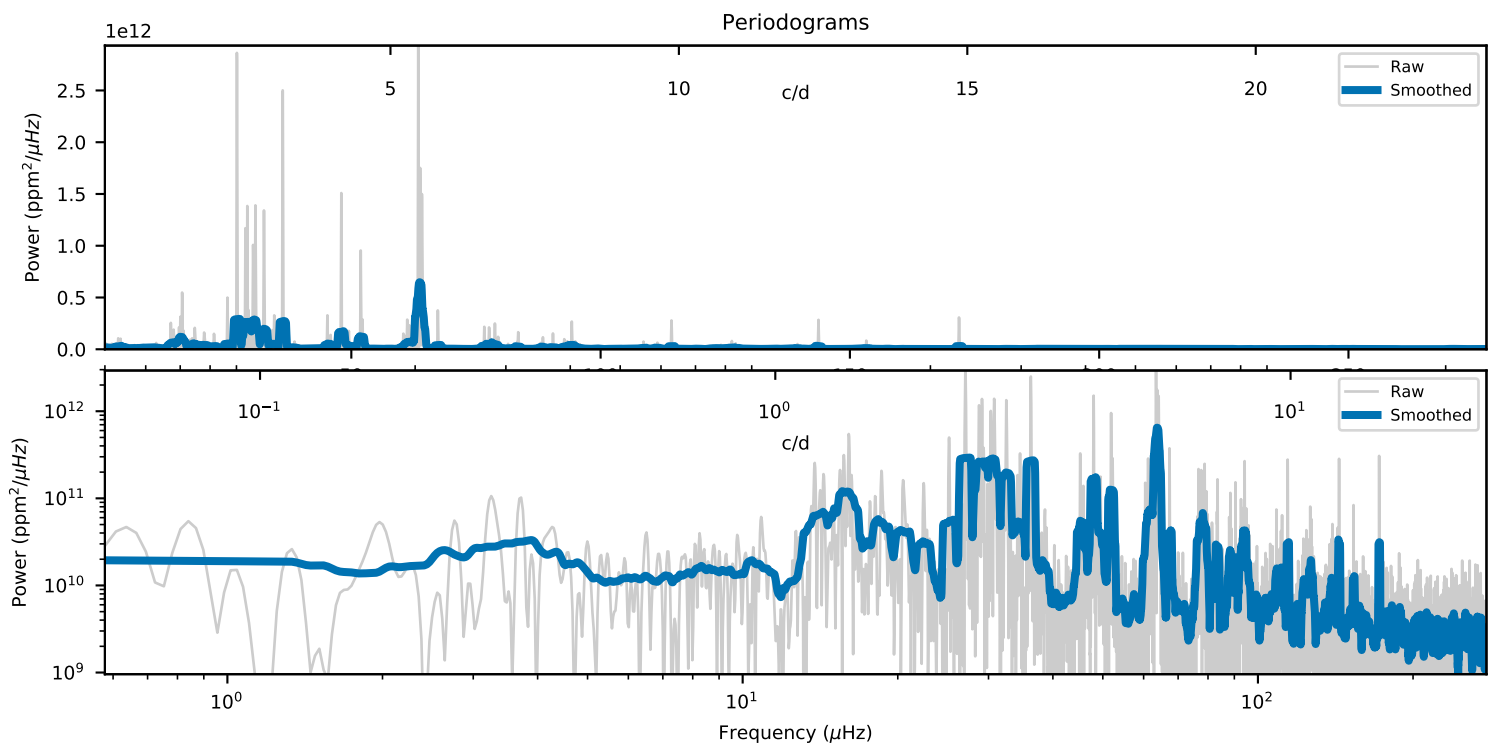 Periodograms
1e12
Raw
Smoothed
5 10 15 20
c/d
2.5
2.0
1.5
1.0
0.5
0.0
Power (ppm²/μHz)
Raw
Smoothed
10⁻¹ 10⁰ 10¹
c/d
10¹²
10¹¹
10¹⁰
10⁹
Power (ppm²/μHz)
10⁰ 10¹ 10²
Frequency (μHz)